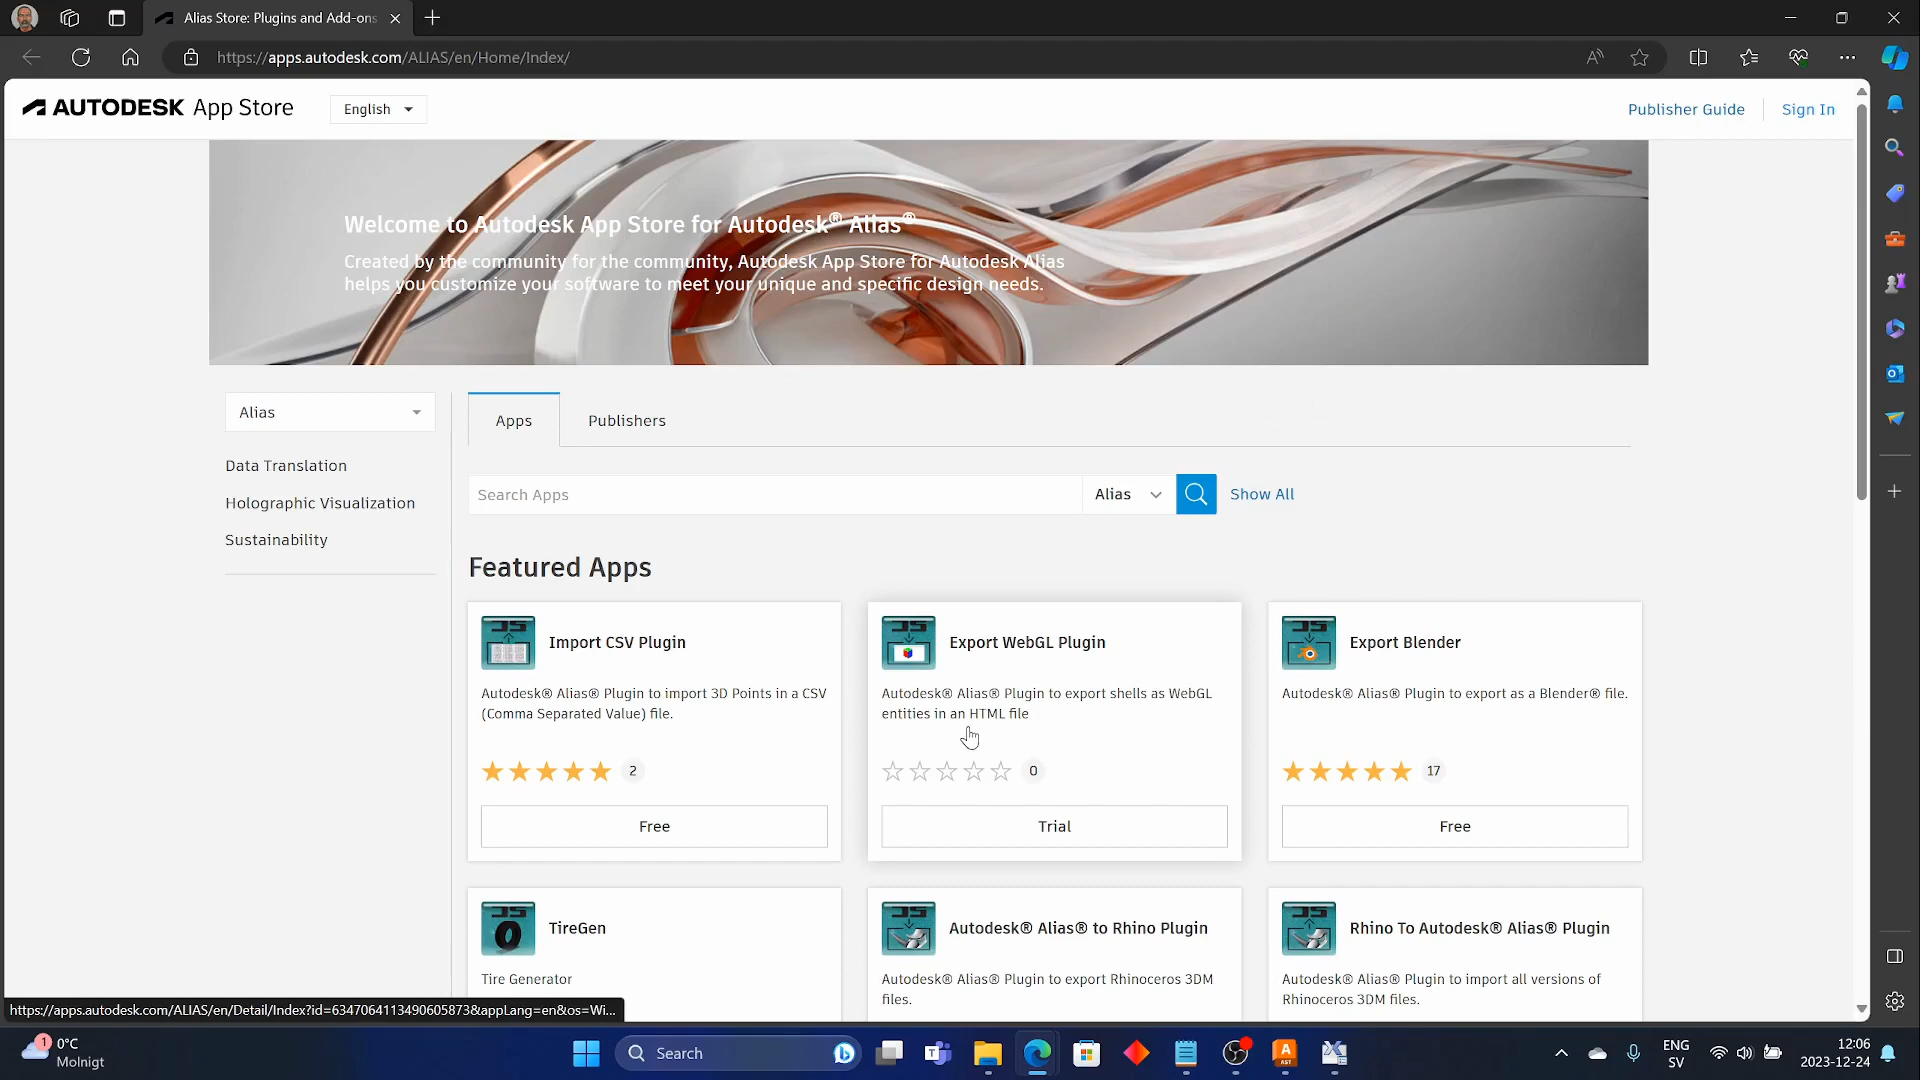 Alias Store: Plugins and Add-ons
https://apps.autodesk.com/ALIAS/en/Home/Index/
AUTODESK App Store
English
Publisher Guide
Sign In
Welcome to Autodesk App Store for Autodesk® Alias®
Created by the community for the community, Autodesk App Store for Autodesk Alias
helps you customize your software to meet your unique and specific design needs.
Alias
Data Translation
Holographic Visualization
Sustainability
Apps
Publishers
Search Apps
Alias
Show All
Featured Apps
Import CSV Plugin
Autodesk® Alias® Plugin to import 3D Points in a CSV
(Comma Separated Value) file.
2
Free
Export WebGL Plugin
Autodesk® Alias® Plugin to export shells as WebGL
entities in an HTML file
0
Trial
Export Blender
Autodesk® Alias® Plugin to export as a Blender® file.
17
Free
TireGen
Tire Generator
Autodesk® Alias® to Rhino Plugin
Autodesk® Alias® Plugin to export Rhinoceros 3DM
files.
Rhino To Autodesk® Alias® Plugin
Autodesk® Alias® Plugin to import all versions of
Rhinoceros 3DM files.
https://apps.autodesk.com/ALIAS/en/Detail/Index?id=6347064113490605873&appLang=en&os=Wi...
1
0°C
Molnigt
Search
ENG
SV
12:06
2023-12-24